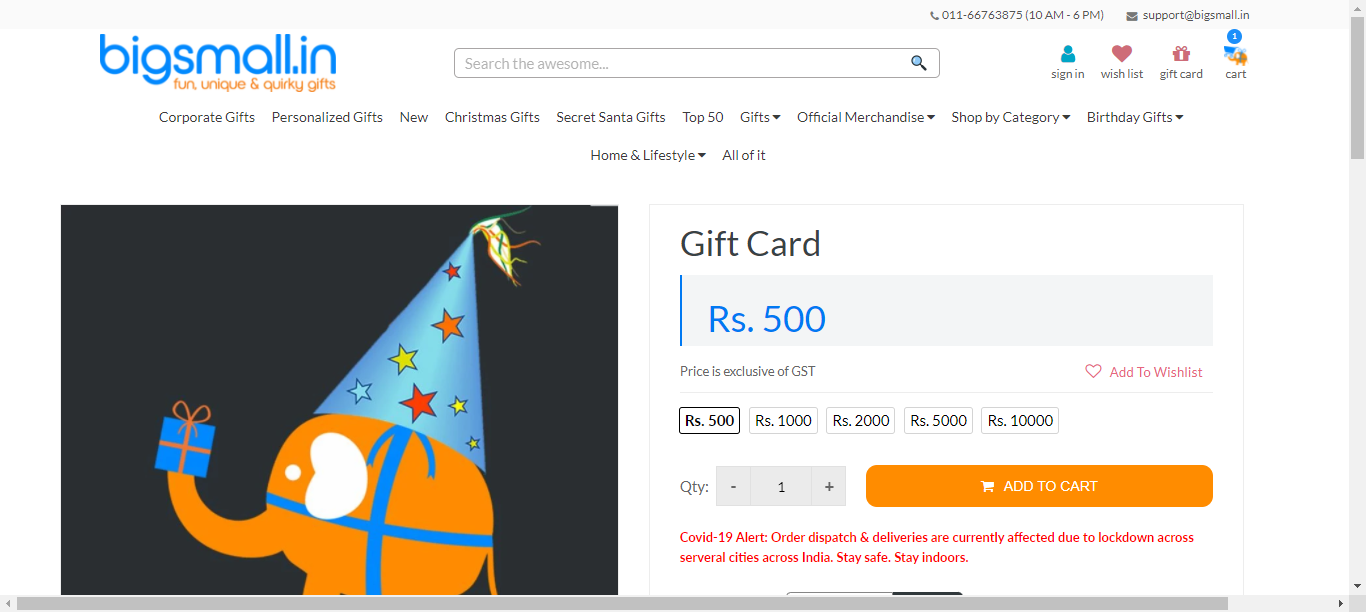 011-66763875 (10 AM - 6 PM) support@bigsmall.in
bigsmall.in
fun, unique & quirky gifts
Search the awesome...
1
sign in wish list gift card cart
Corporate Gifts Personalized Gifts New Christmas Gifts Secret Santa Gifts Top 50 Gifts Official Merchandise Shop by Category Birthday Gifts
Home & Lifestyle All of it
Gift Card
Rs. 500
Price is exclusive of GST Add To Wishlist
Rs. 500 Rs. 1000 Rs. 2000 Rs. 5000 Rs. 10000
Qty: - 1 + ADD TO CART
Covid-19 Alert: Order dispatch & deliveries are currently affected due to lockdown across
serveral cities across India. Stay safe. Stay indoors.